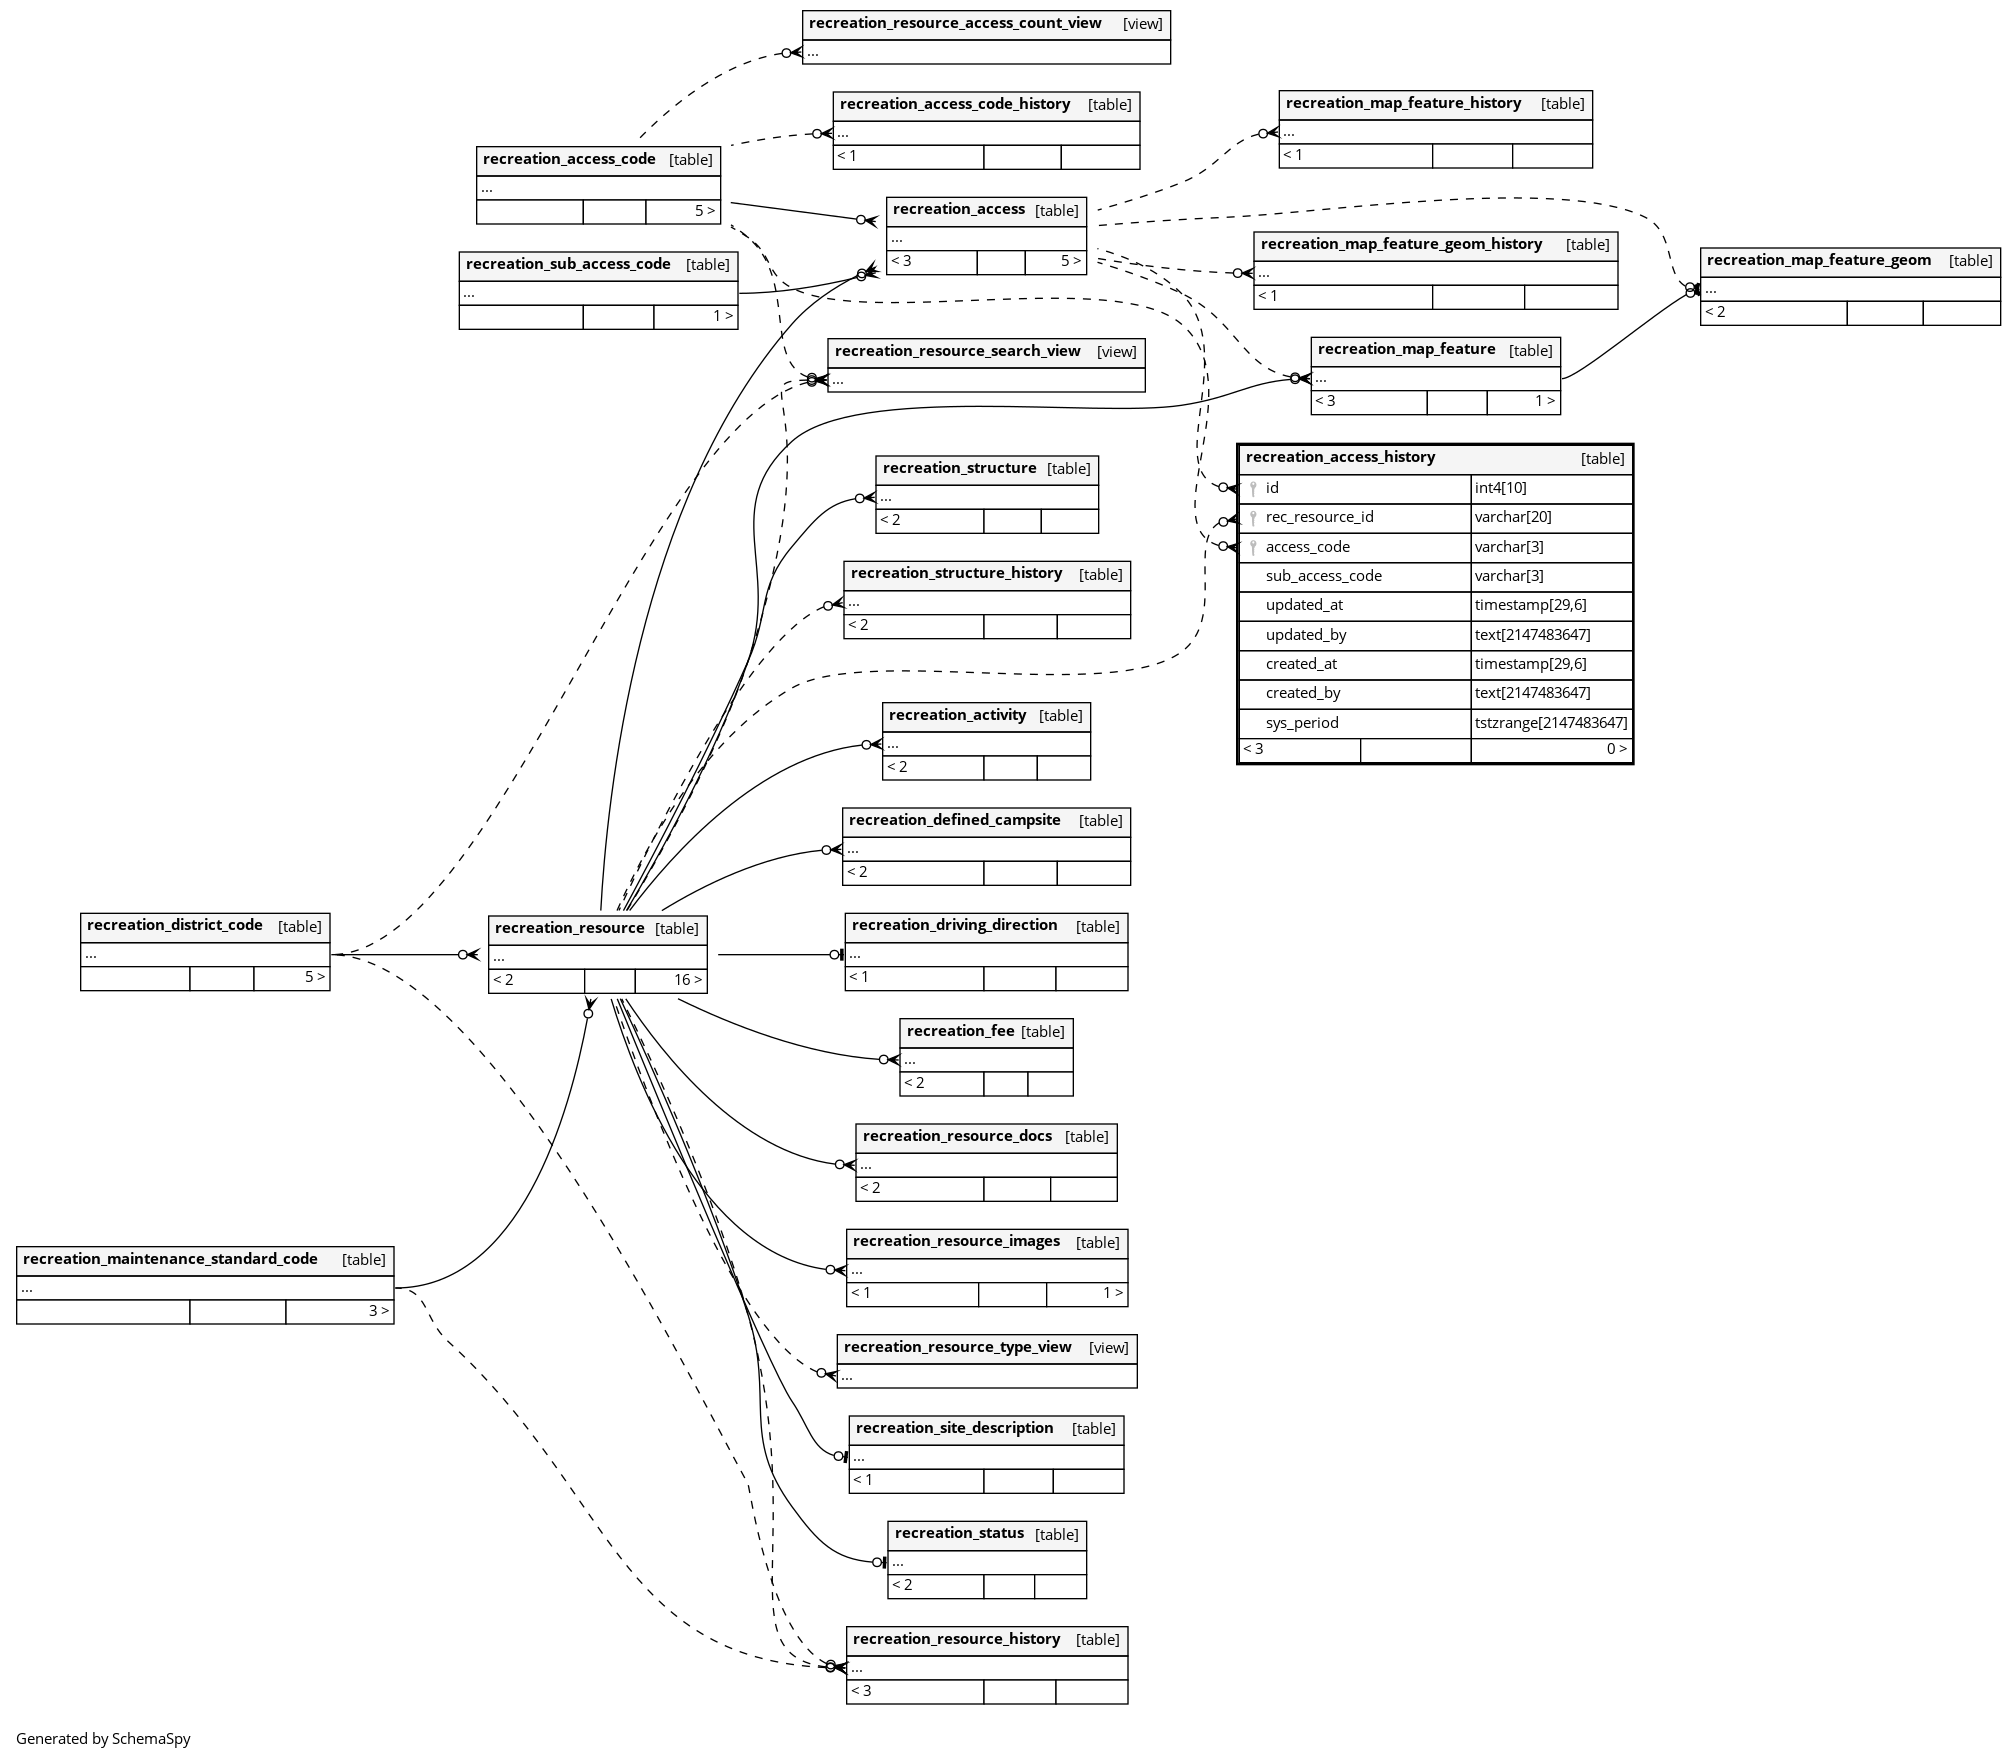 recreation_resource_access_count_view [view]
...
recreation_access_code_history [table]
...
< 1
recreation_map_feature_history [table]
...
< 1
recreation_access_code [table]
...
5 >
recreation_access [table]
...
< 3 5 >
recreation_map_feature_geom_history [table]
...
< 1
recreation_map_feature_geom [table]
...
< 2
recreation_sub_access_code [table]
...
1 >
recreation_resource_search_view [view]
...
recreation_map_feature [table]
...
< 3 1 >
recreation_access_history [table]
id int4[10]
rec_resource_id varchar[20]
access_code varchar[3]
sub_access_code varchar[3]
updated_at timestamp[29,6]
updated_by text[2147483647]
created_at timestamp[29,6]
created_by text[2147483647]
sys_period tstzrange[2147483647]
< 3 0 >
recreation_structure [table]
...
< 2
recreation_structure_history [table]
...
< 2
recreation_activity [table]
...
< 2
recreation_defined_campsite [table]
...
< 2
recreation_district_code [table]
...
5 >
recreation_resource [table]
...
< 2 16 >
recreation_driving_direction [table]
...
< 1
recreation_fee [table]
...
< 2
recreation_resource_docs [table]
...
< 2
recreation_resource_images [table]
...
< 1 1 >
recreation_maintenance_standard_code [table]
...
3 >
recreation_resource_type_view [view]
...
recreation_site_description [table]
...
< 1
recreation_status [table]
...
< 2
recreation_resource_history [table]
...
< 3
Generated by SchemaSpy